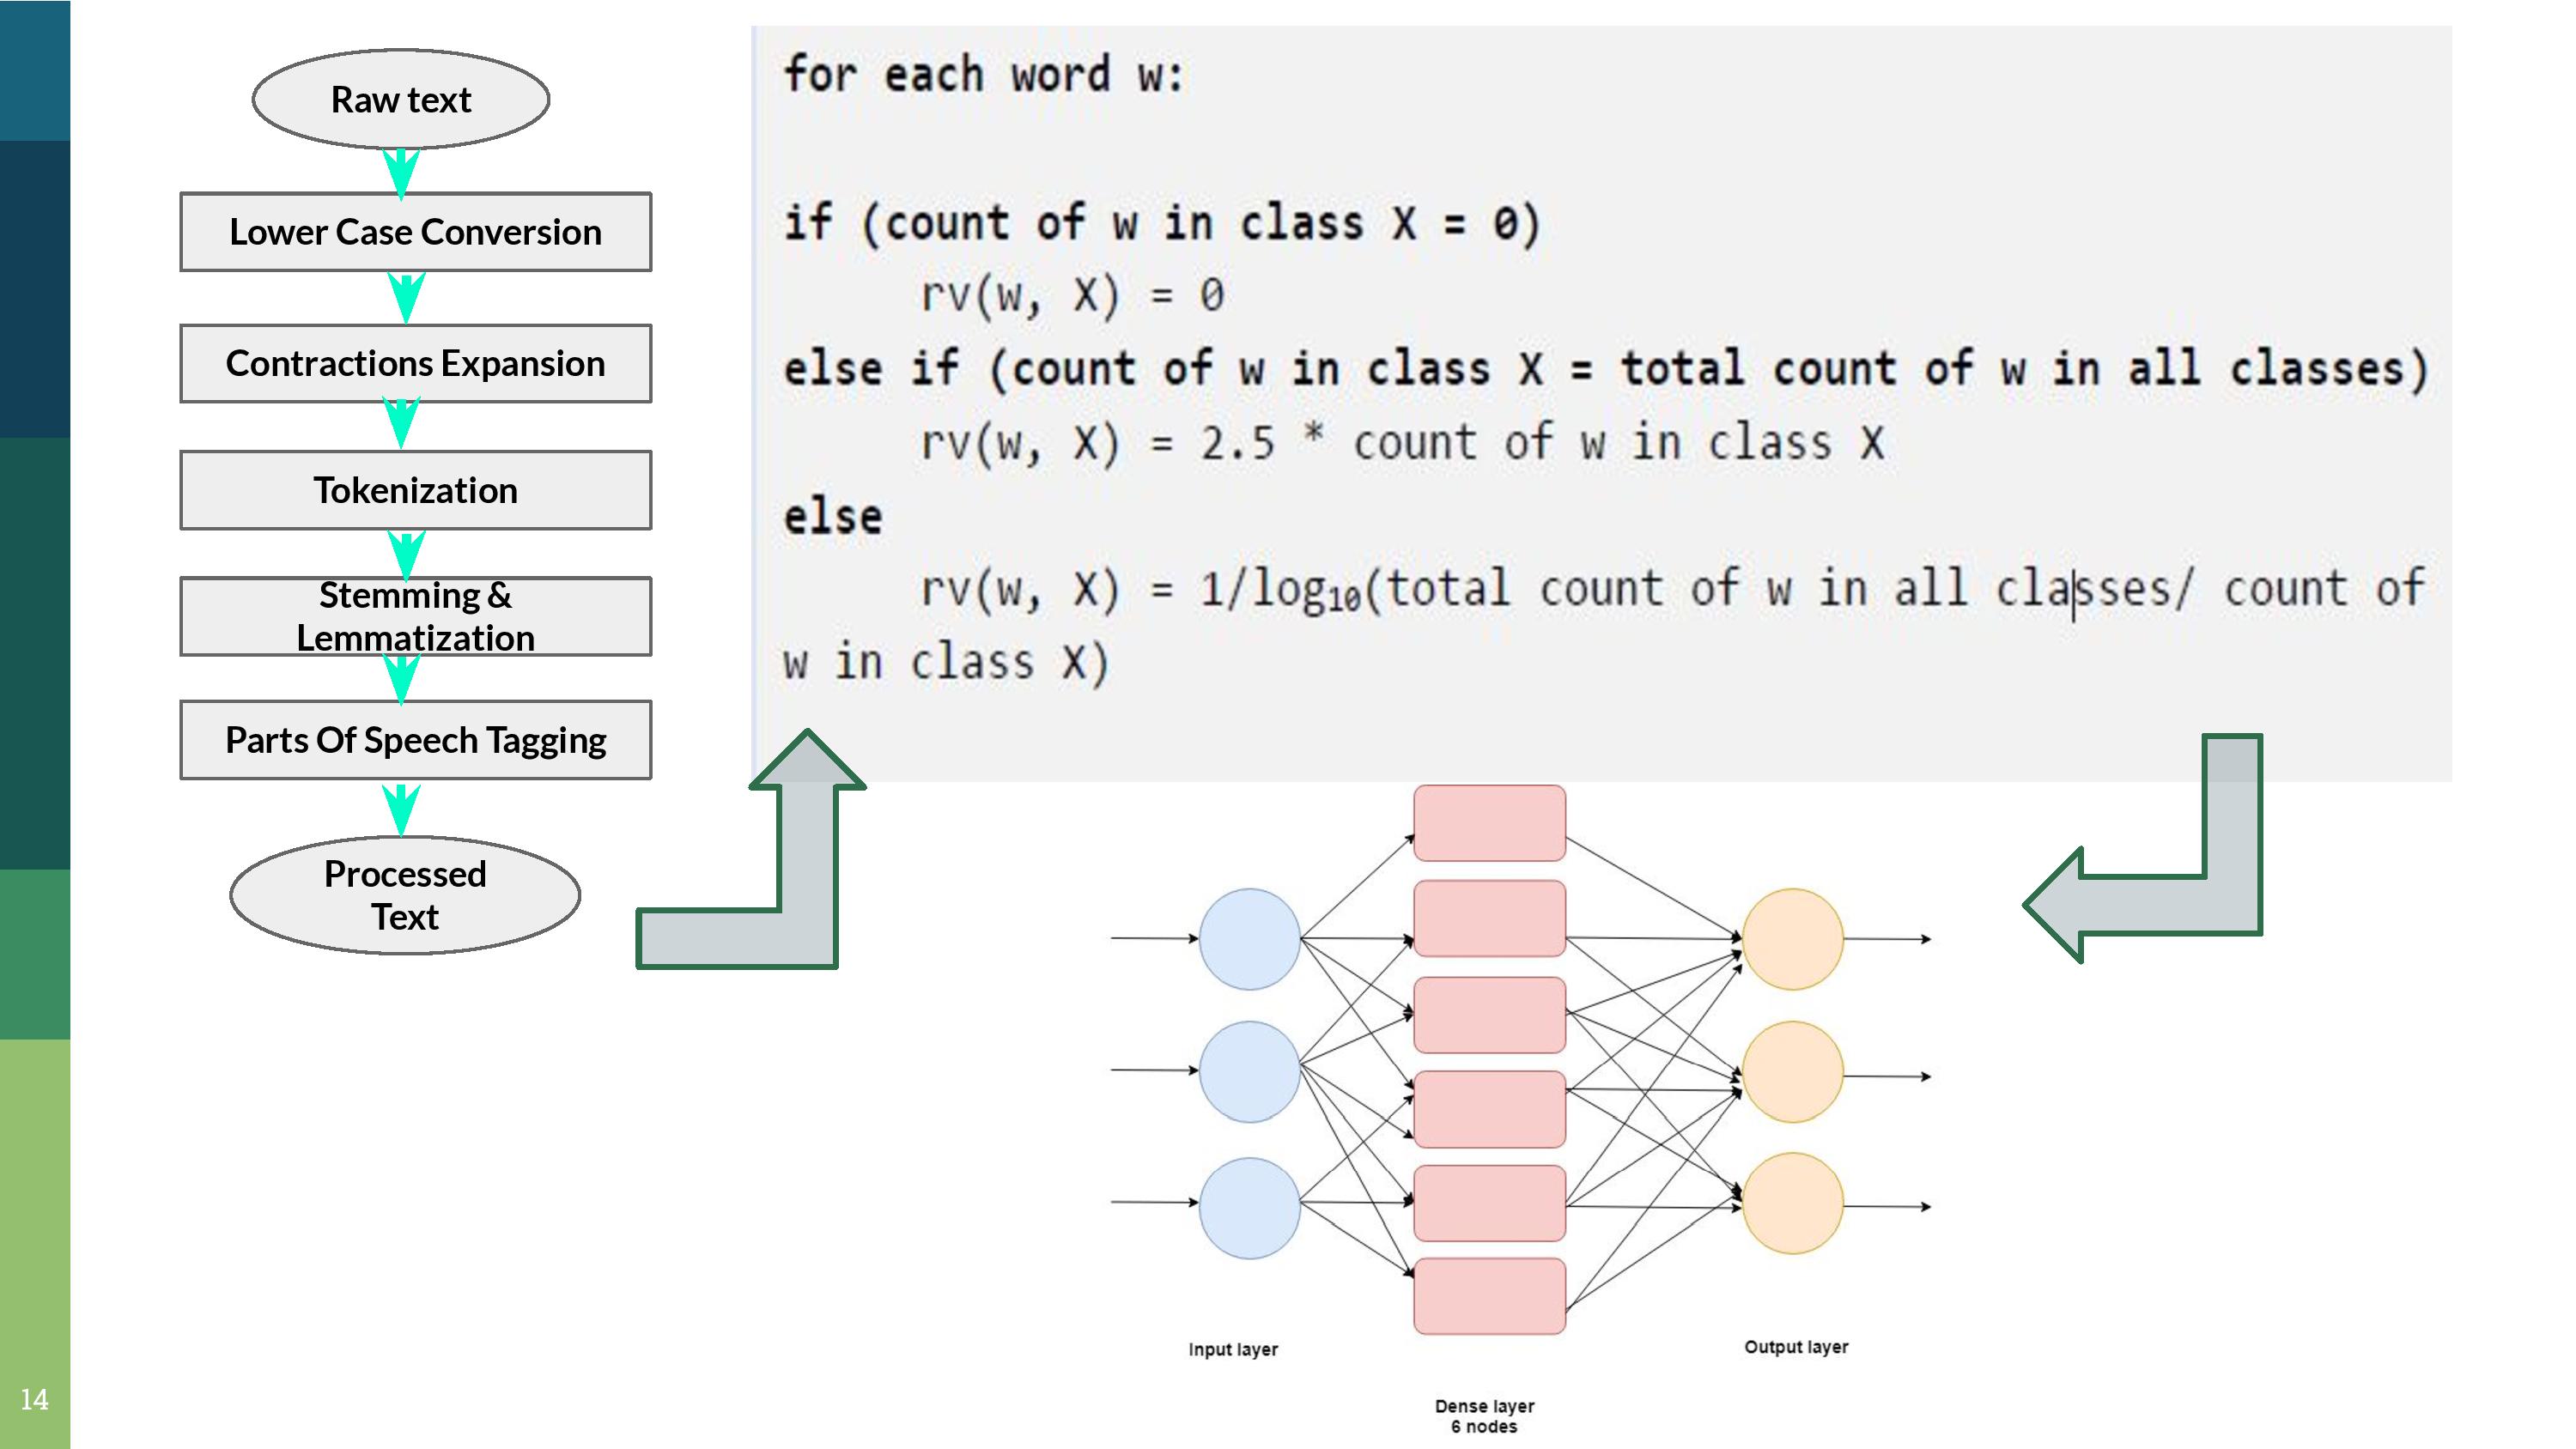 Raw text
Lower Case Conversion
Contractions Expansion
Tokenization
Stemming &
Lemmatization
Parts Of Speech Tagging
Processed
Text
for each word w:
if (count of w in class X = 0)
rv(w, X) = 0
else if (count of w in class X = total count of w in all classes)
rv(w, X) = 2.5 * count of w in class X
else
rv(w, X) = 1/log₁₀(total count of w in all classes/ count of
w in class X)
Input layer
Output layer
Dense layer
6 nodes
14